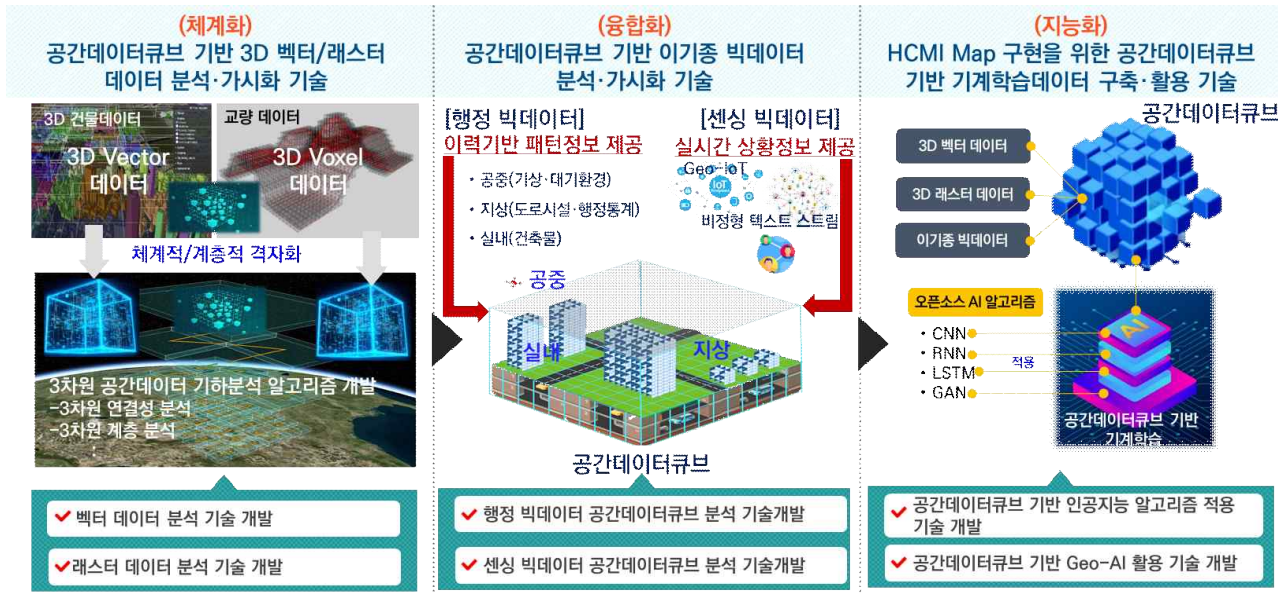 (체계화)
공간데이터큐브 기반 3D 벡터/래스터
데이터 분석·가시화 기술
3D 건물데이터
3D Vector
데이터
교량 데이터
3D Voxel
데이터
체계적/계층적 격자화
3차원 공간데이터 기하분석 알고리즘 개발
-3차원 연결성 분석
-3차원 계층 분석
벡터 데이터 분석 기술 개발
래스터 데이터 분석 기술 개발
(융합화)
공간데이터큐브 기반 이기종 빅데이터
분석·가시화 기술
[행정 빅데이터]
이력기반 패턴정보 제공
• 공중(기상·대기환경)
• 지상(도로시설·행정통계)
• 실내(건축물)
[센싱 빅데이터]
실시간 상황정보 제공
Geo-IoT
IoT
비정형 텍스트 스트림
공중
실내
지상
공간데이터큐브
행정 빅데이터 공간데이터큐브 분석 기술개발
센싱 빅데이터 공간데이터큐브 분석 기술개발
(지능화)
HCMI Map 구현을 위한 공간데이터큐브
기반 기계학습데이터 구축·활용 기술
공간데이터큐브
3D 벡터 데이터
3D 래스터 데이터
이기종 빅데이터
오픈소스 AI 알고리즘
• CNN
• RNN
• LSTM
• GAN
적용
AI
공간데이터큐브 기반
기계학습
공간데이터큐브 기반 인공지능 알고리즘 적용
기술 개발
공간데이터큐브 기반 Geo-AI 활용 기술 개발